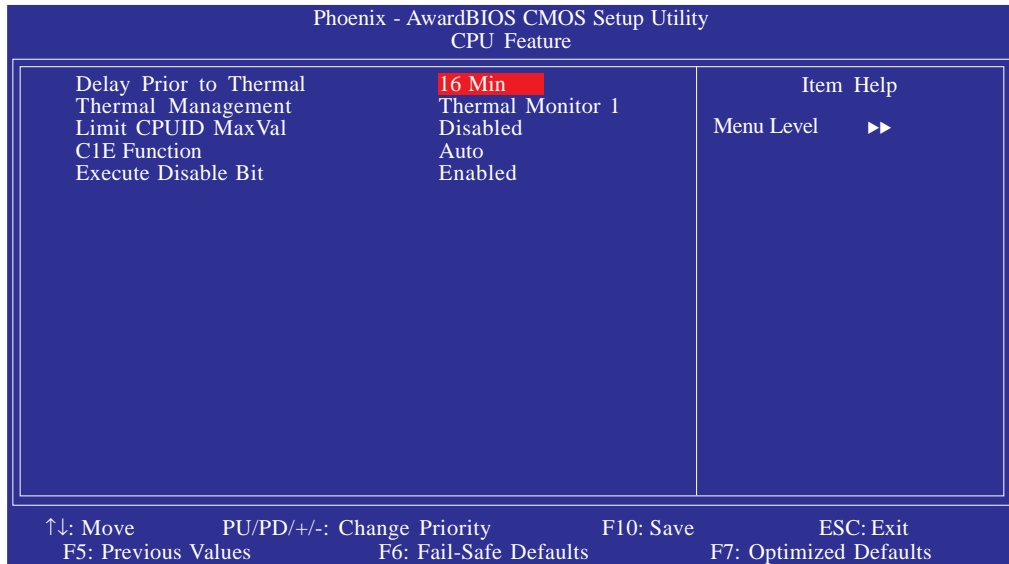 Phoenix - AwardBIOS CMOS Setup Utility
CPU Feature
Delay Prior to Thermal 16 Min
Thermal Management Thermal Monitor 1
Limit CPUID MaxVal Disabled
C1E Function Auto
Execute Disable Bit Enabled
Item Help
Menu Level ▶▶
↑↓: Move PU/PD/+/-: Change Priority F10: Save ESC: Exit
F5: Previous Values F6: Fail-Safe Defaults F7: Optimized Defaults